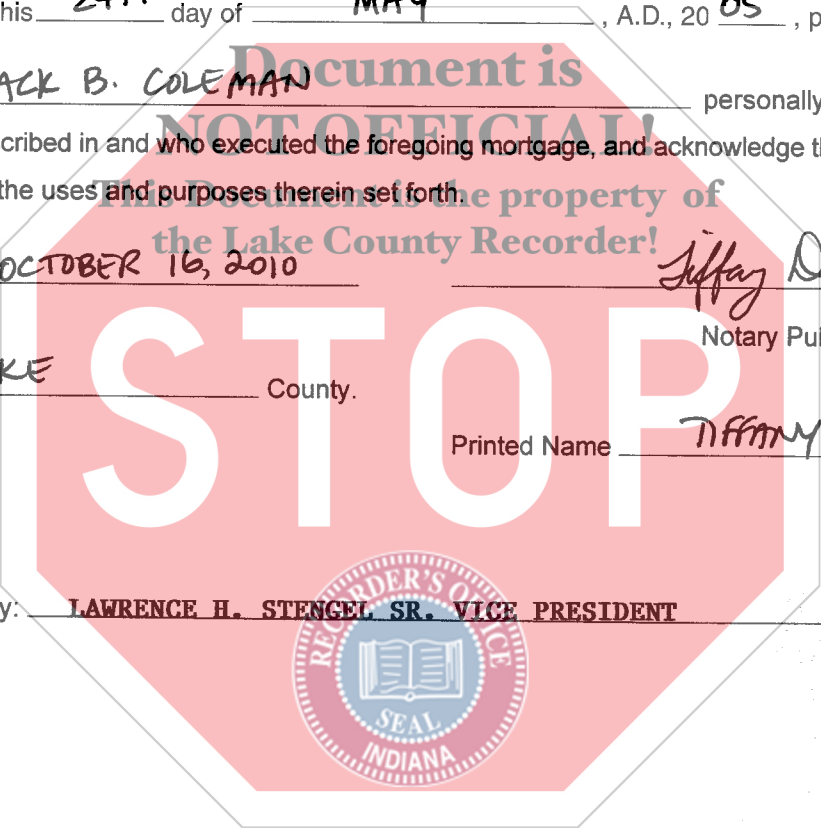 his 24TH day of MAY , A.D., 20 05 , p
ACK B. COLEMAN personally
Document is
NOT OFFICIAL!
cribed in and who executed the foregoing mortgage, and acknowledge th
the uses and purposes therein set forth.
This Document is the property of
the Lake County Recorder!
OCTOBER 16, 2010 Tiffany D
Notary Pu
STOP
KE County.
Printed Name TIFFANY
y: LAWRENCE H. STENGEL SR. VICE PRESIDENT
RECORDER'S OFFICE
SEAL
INDIANA